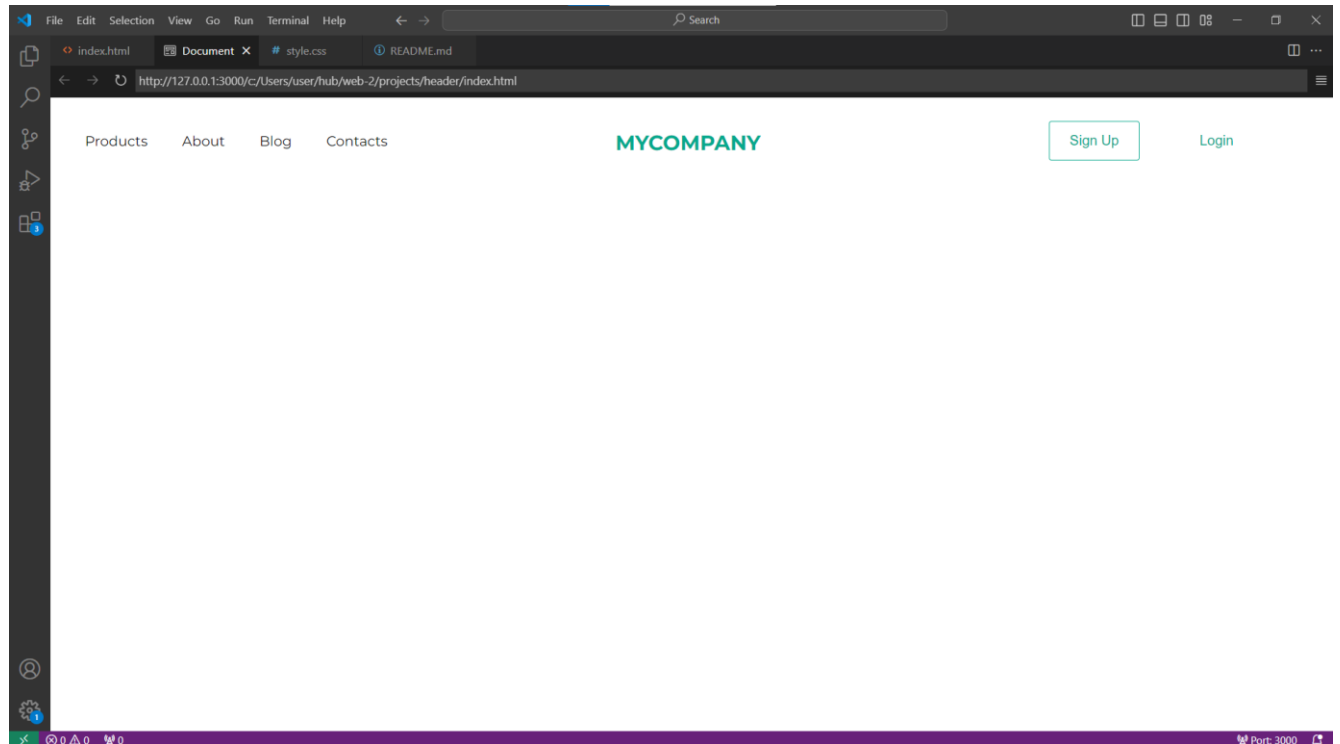 File Edit Selection View Go Run Terminal Help Search
index.html Document # style.css README.md
http://127.0.0.1:3000/c:/Users/user/hub/web-2/projects/header/index.html
Products About Blog Contacts MYCOMPANY Sign Up Login
3
1
0 0 0 Port: 3000